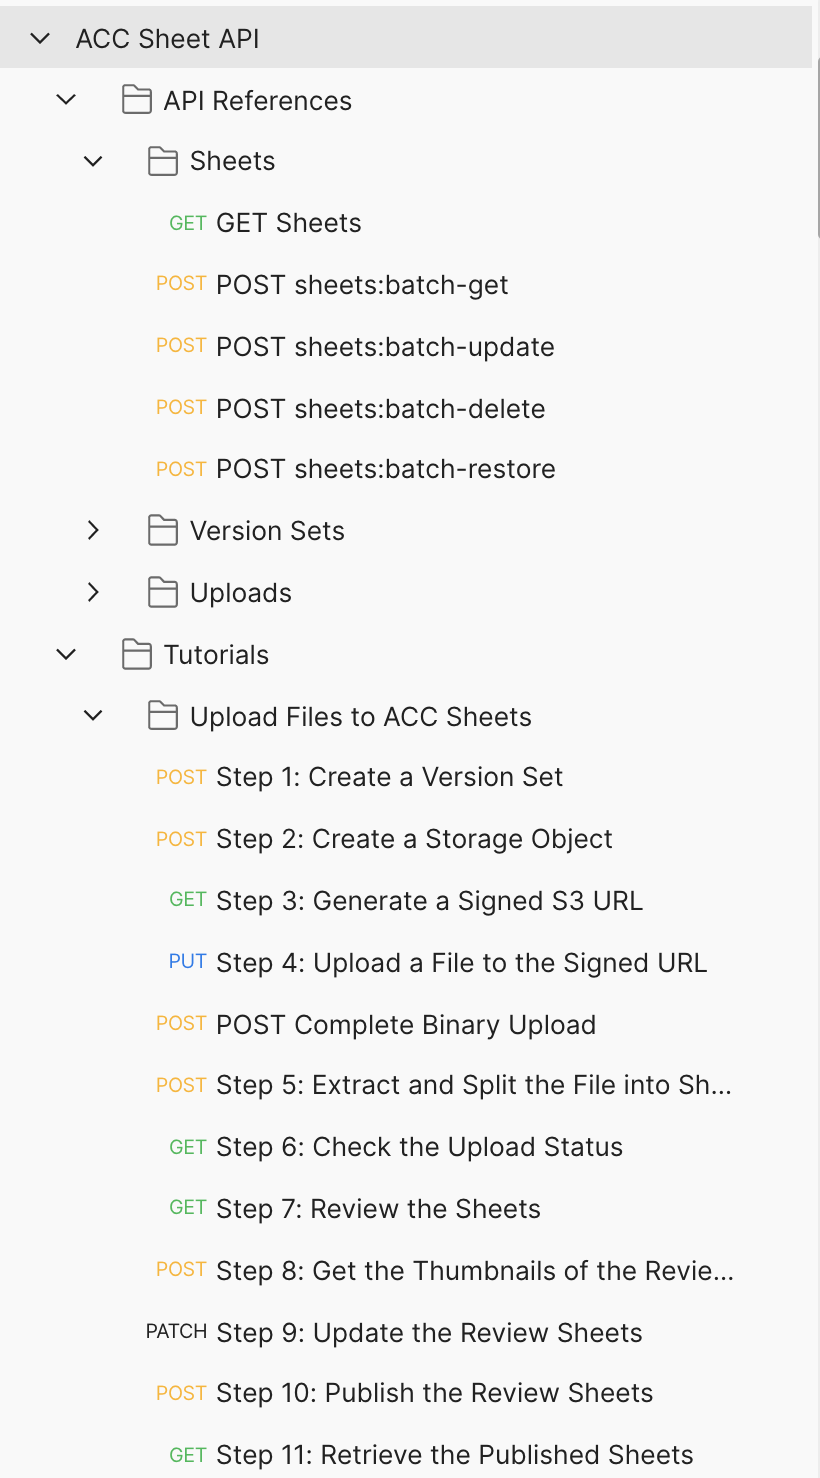 ACC Sheet API
API References
Sheets
GET GET Sheets
POST POST sheets:batch-get
POST POST sheets:batch-update
POST POST sheets:batch-delete
POST POST sheets:batch-restore
Version Sets
Uploads
Tutorials
Upload Files to ACC Sheets
POST Step 1: Create a Version Set
POST Step 2: Create a Storage Object
GET Step 3: Generate a Signed S3 URL
PUT Step 4: Upload a File to the Signed URL
POST POST Complete Binary Upload
POST Step 5: Extract and Split the File into Sh...
GET Step 6: Check the Upload Status
GET Step 7: Review the Sheets
POST Step 8: Get the Thumbnails of the Revie...
PATCH Step 9: Update the Review Sheets
POST Step 10: Publish the Review Sheets
GET Step 11: Retrieve the Published Sheets